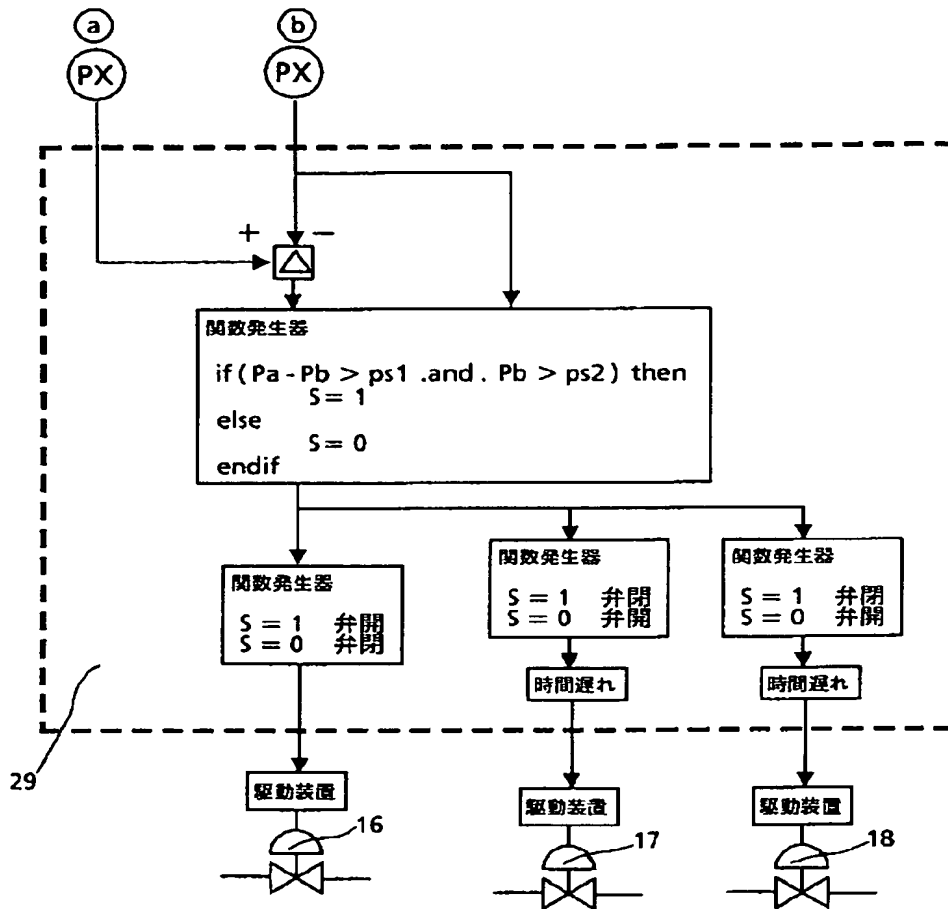 a b
PX PX
+ −
関数発生器
if ( Pa - Pb > ps1 .and . Pb > ps2 ) then
S = 1
else
S = 0
endif
関数発生器
S = 1 弁開
S = 0 弁閉
関数発生器
S = 1 弁閉
S = 0 弁開
時間遅れ
関数発生器
S = 1 弁閉
S = 0 弁開
時間遅れ
29
駆動装置
16
駆動装置
17
駆動装置
18